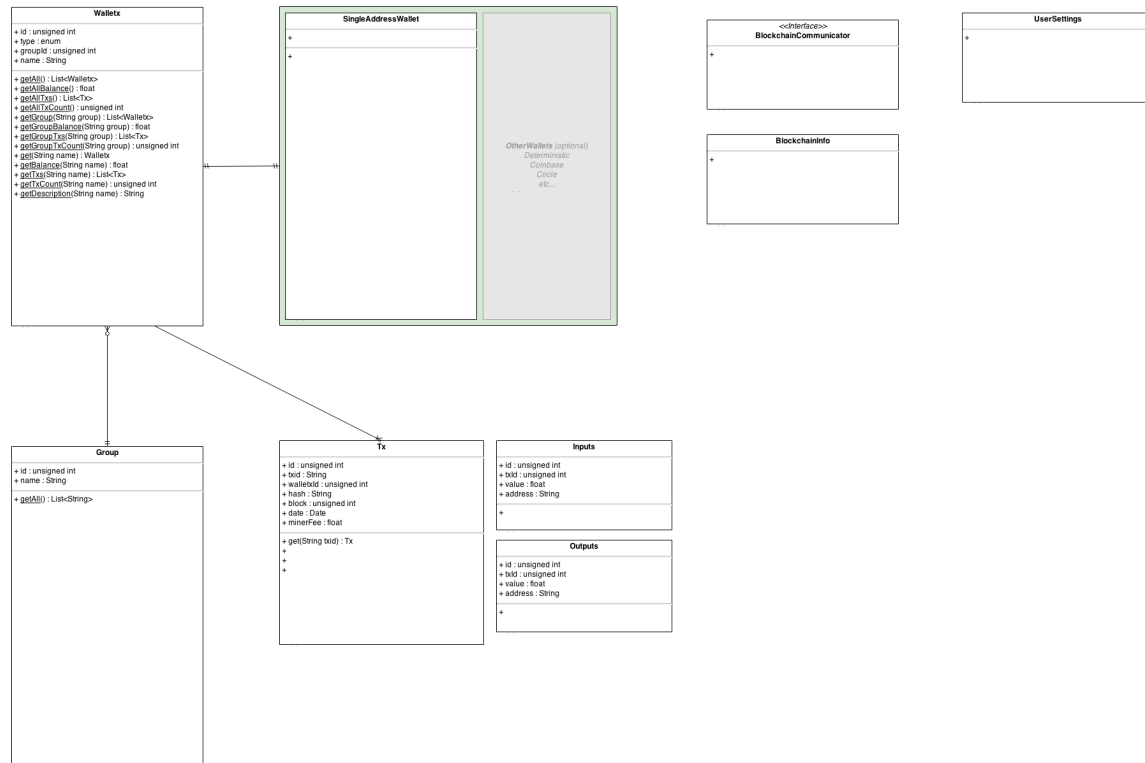 Walletx
+ id : unsigned int
+ type : enum
+ groupId : unsigned int
+ name : String
+ getAll() : List<Walletx>
+ getAllBalance() : float
+ getAllTxs() : List<Tx>
+ getAllTxCount() : unsigned int
+ getGroup(String group) : List<Walletx>
+ getGroupBalance(String group) : float
+ getGroupTxs(String group) : List<Tx>
+ getGroupTxCount(String group) : unsigned int
+ get(String name) : Walletx
+ getBalance(String name) : float
+ getTxs(String name) : List<Tx>
+ getTxCount(String name) : unsigned int
+ getDescription(String name) : String
SingleAddressWallet
+
+
OtherWallets (optional)
Deterministic
Coinbase
Circle
etc...
<<Interface>>
BlockchainCommunicator
+
BlockchainInfo
+
UserSettings
+
Group
+ id : unsigned int
+ name : String
+ getAll() : List<String>
Tx
+ id : unsigned int
+ txid : String
+ walletxId : unsigned int
+ hash : String
+ block : unsigned int
+ date : Date
+ minerFee : float
+ get(String txid) : Tx
+
+
+
Inputs
+ id : unsigned int
+ txId : unsigned int
+ value : float
+ address : String
+
Outputs
+ id : unsigned int
+ txId : unsigned int
+ value : float
+ address : String
+